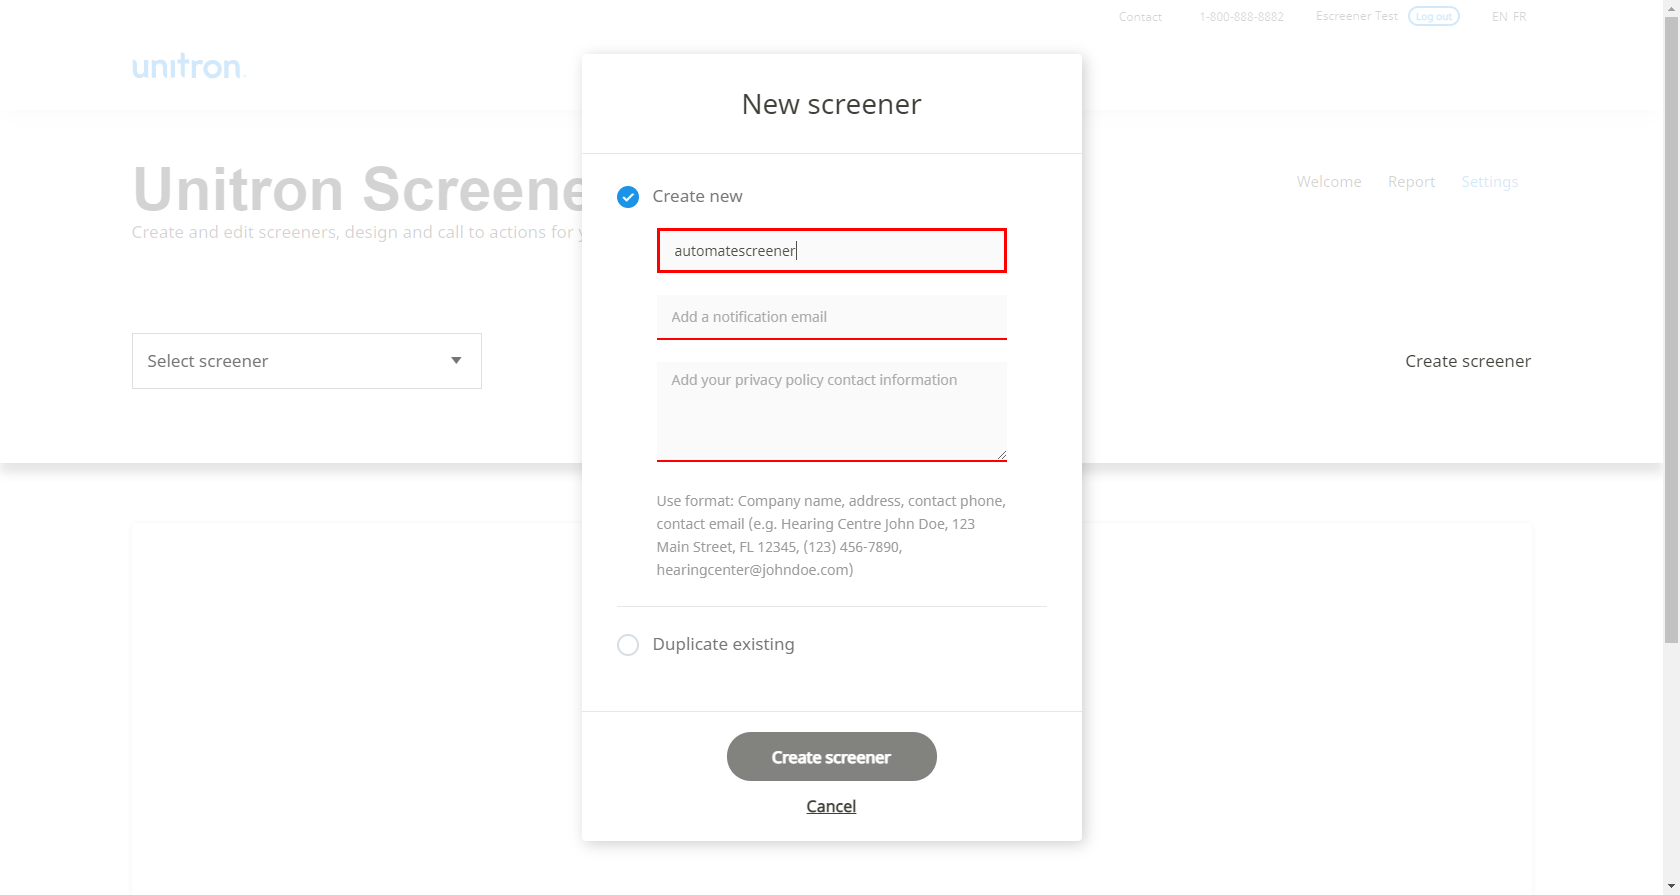 Contact 1-800-888-8882 Escreener Test Log out EN FR
unitron
New screener
Unitron Screene
Welcome Report Settings
Create and edit screeners, design and call to actions for
Create new
automatescreener
Add a notification email
Select screener
Create screener
Add your privacy policy contact information
Use format: Company name, address, contact phone,
contact email (e.g. Hearing Centre John Doe, 123
Main Street, FL 12345, (123) 456-7890,
hearingcenter@johndoe.com)
Duplicate existing
Create screener
Cancel